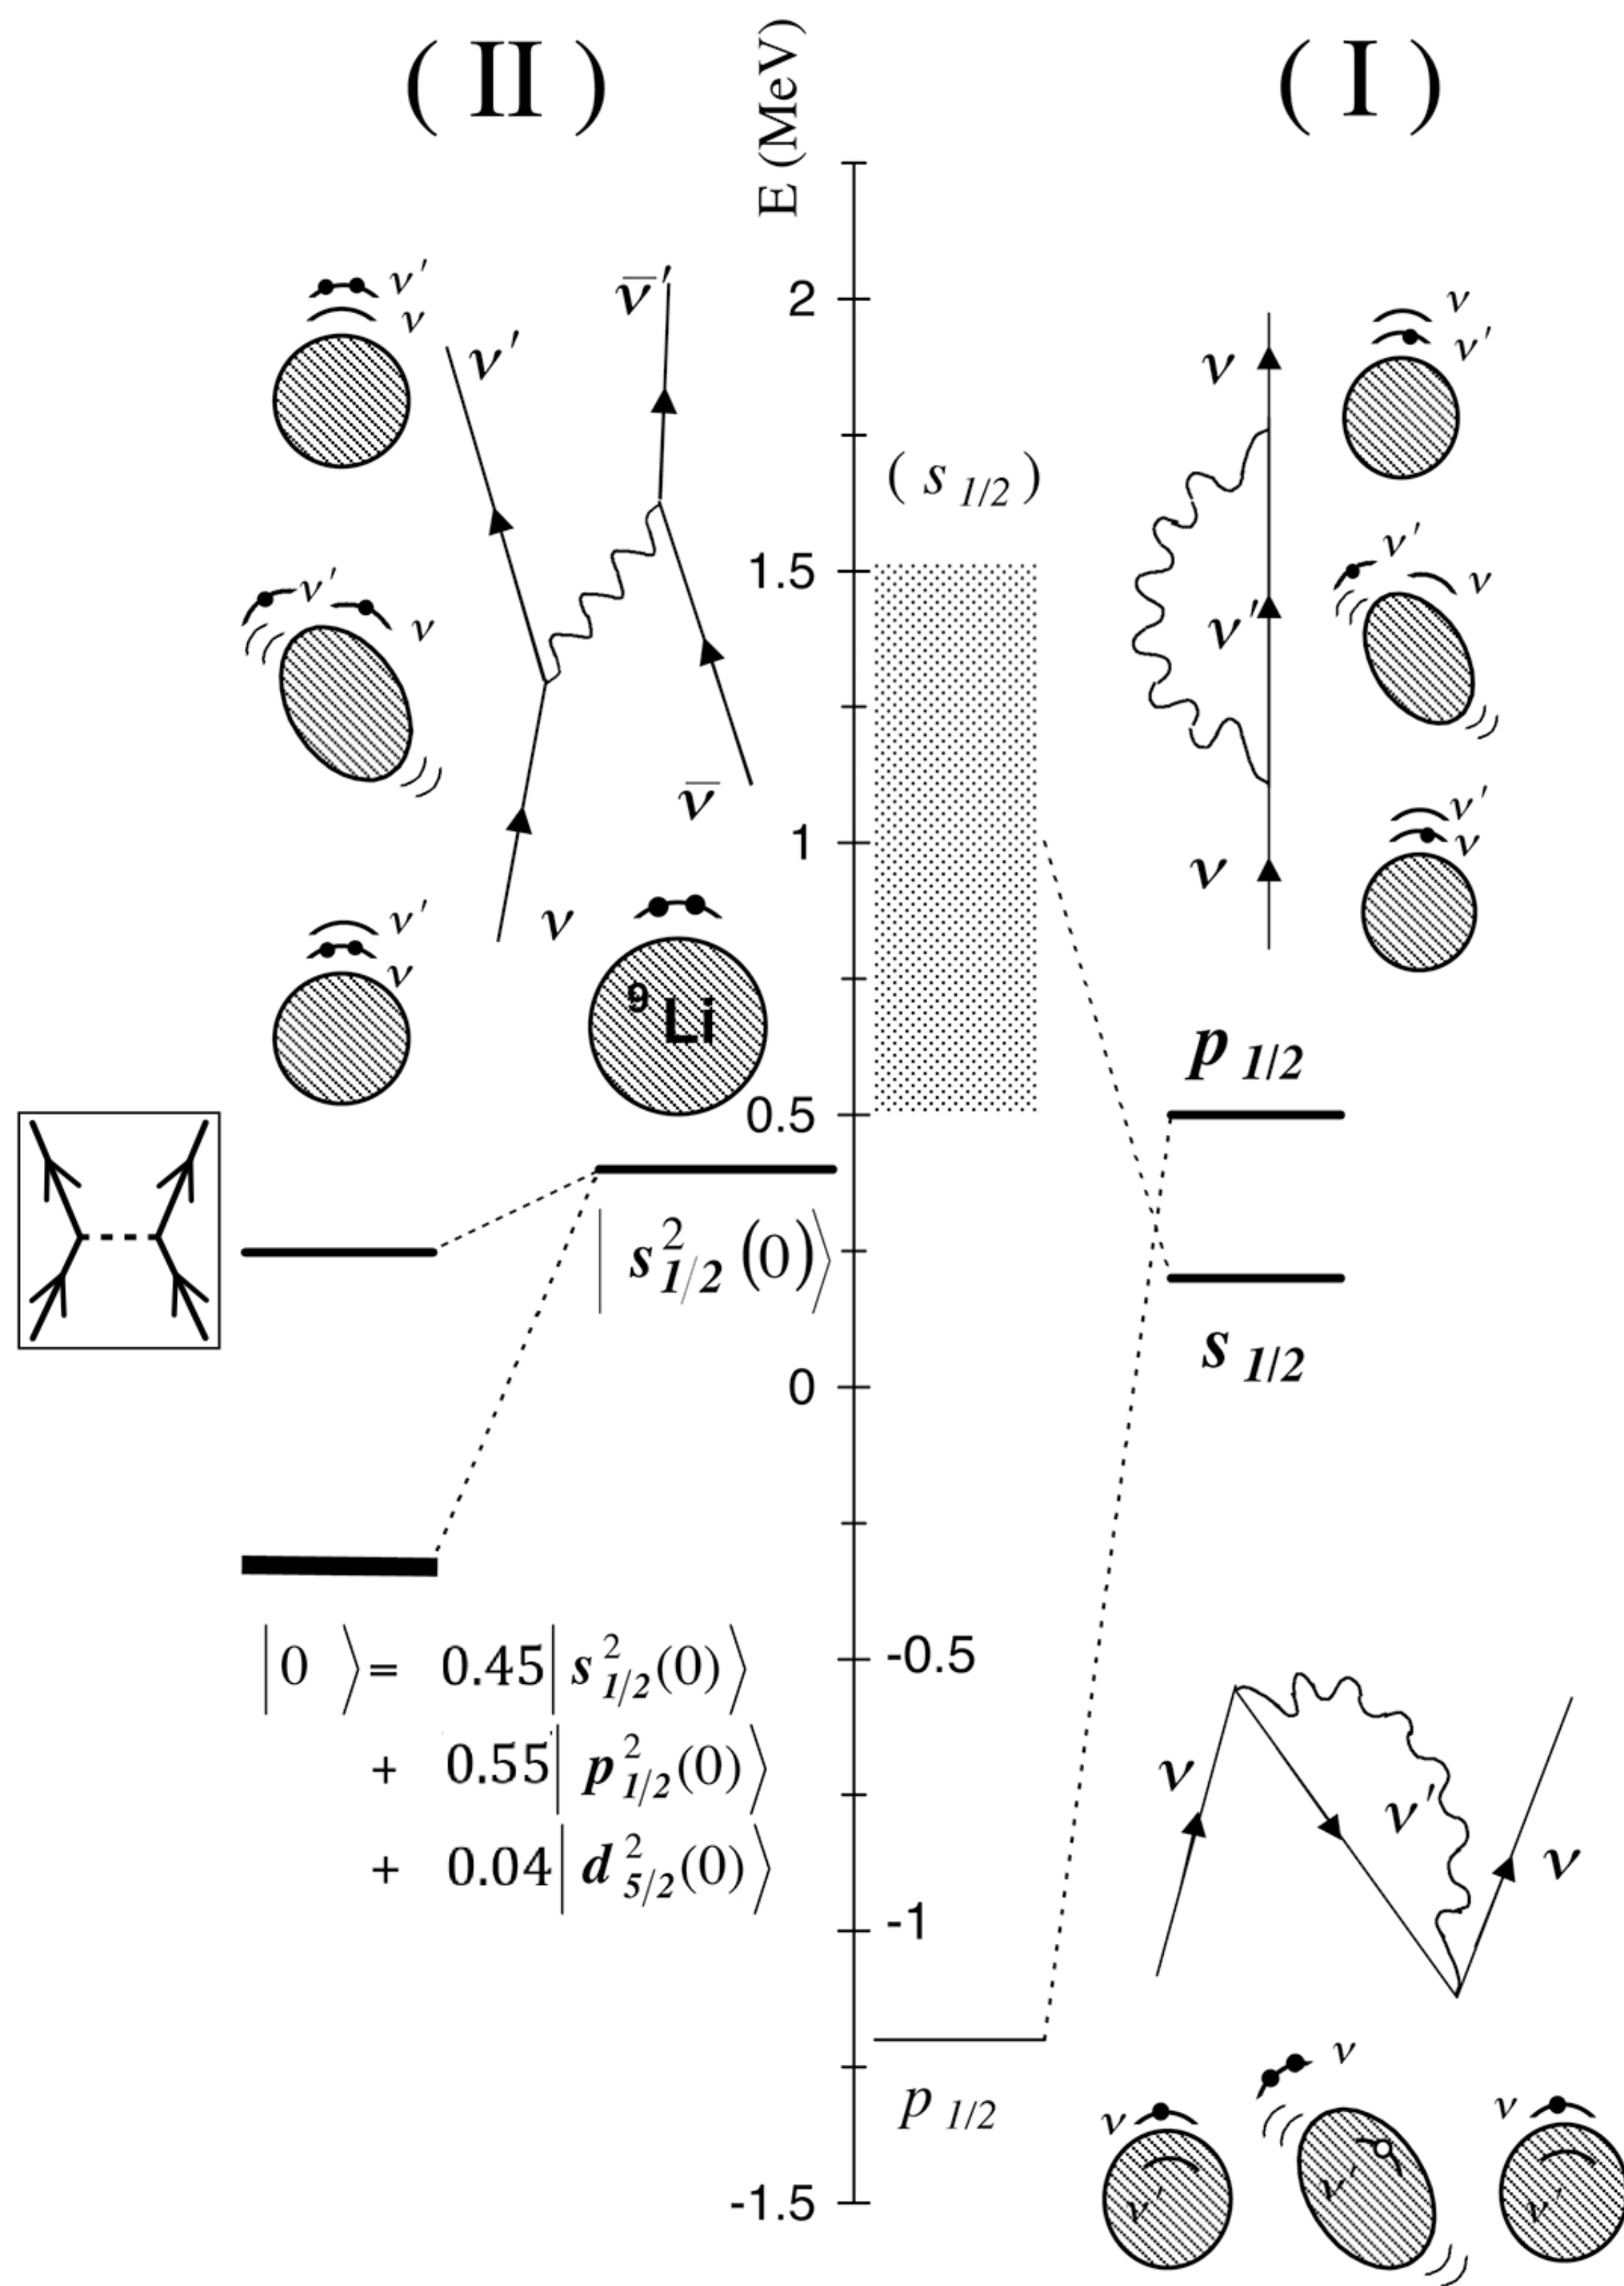 ( II )
E (MeV)
( I )
ν′
ν
ν′
ν̄′
2
ν
ν
ν′
ν
( s 1/2 )
1.5
ν′
ν
ν′
ν
ν′
ν̄
1
ν′
ν
ν
ν′
ν
ν
9Li
p 1/2
0.5
|s²1/2 (0)⟩
0
s 1/2
-0.5
|0 ⟩= 0.45|s²1/2(0)⟩
+ 0.55|p²1/2(0)⟩
+ 0.04|d²5/2(0)⟩
ν
ν′
ν
-1
p 1/2
ν
ν
ν
ν′
ν′
ν′
-1.5